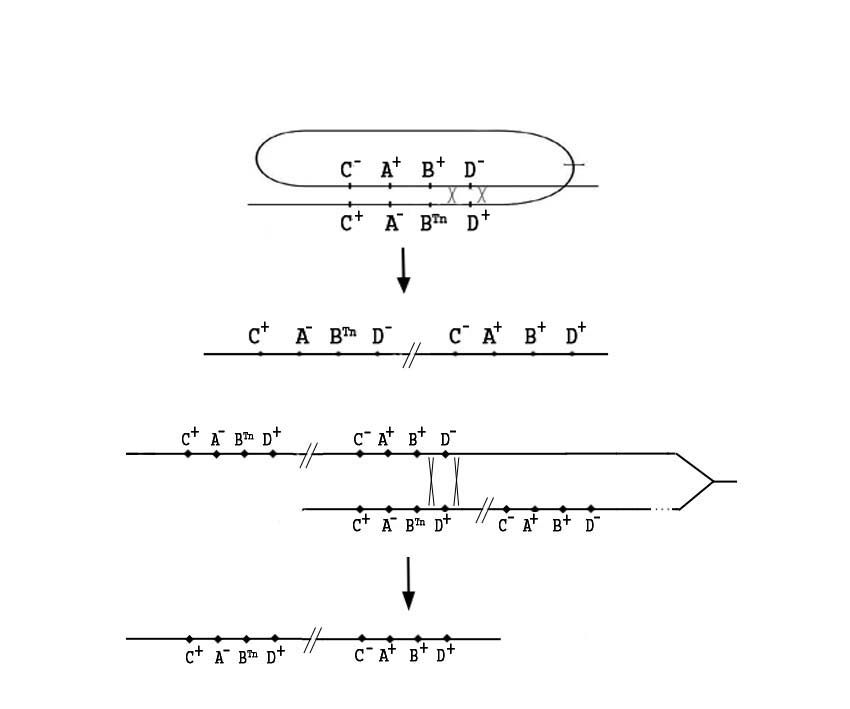 C⁻ A⁺ B⁺ D⁻
C⁺ A⁻ Bᵀⁿ D⁺
C⁺ A⁻ Bᵀⁿ D⁻ // C⁻ A⁺ B⁺ D⁺
C⁺ A⁻ Bᵀⁿ D⁺ // C⁻ A⁺ B⁺ D⁻
C⁺ A⁻ Bᵀⁿ D⁺ // C⁻ A⁺ B⁺ D⁻
C⁺ A⁻ Bᵀⁿ D⁺ // C⁻ A⁺ B⁺ D⁺